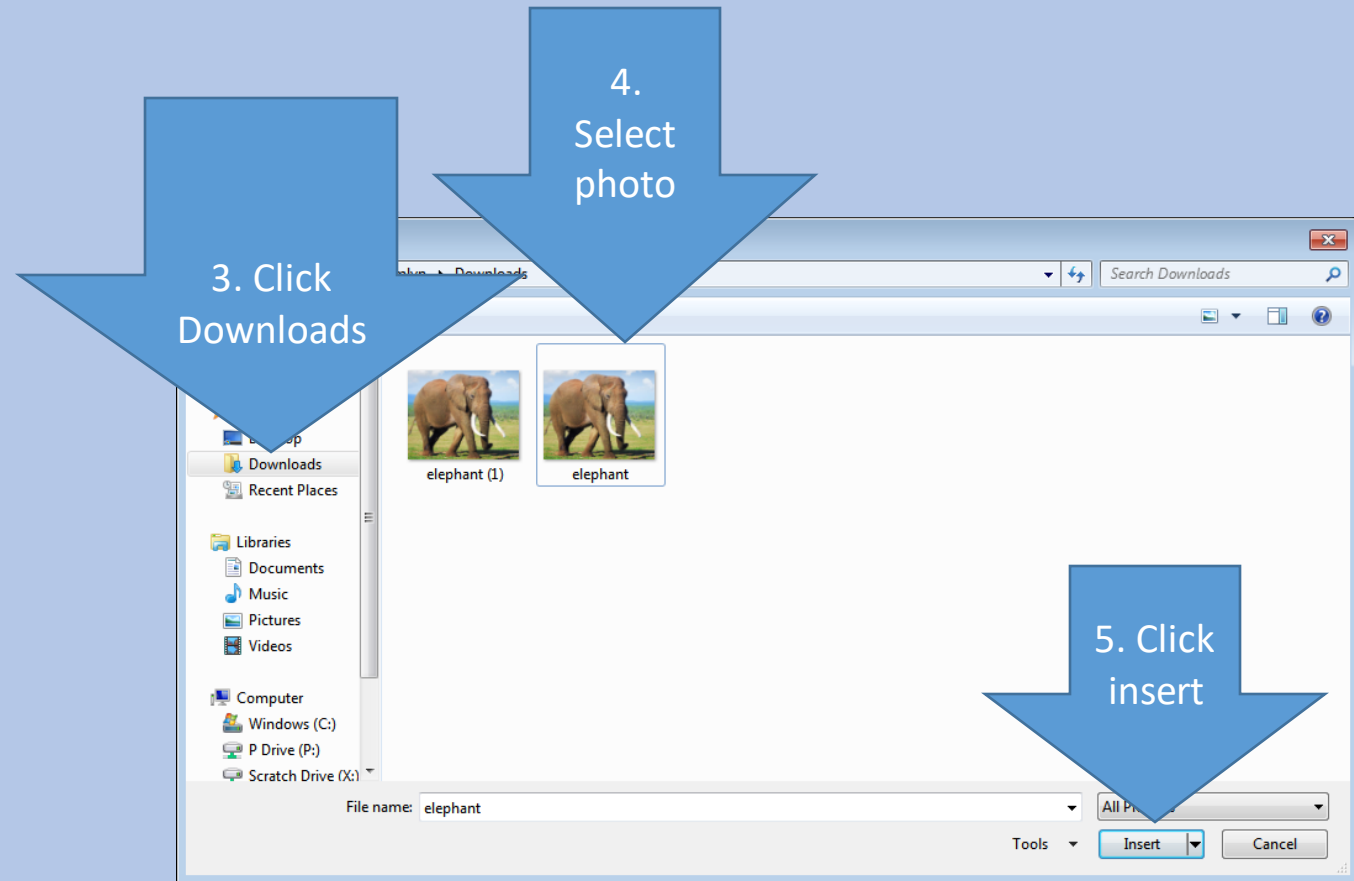 4.
Select
photo
3. Click
Downloads
Downloads
Search Downloads
Downloads
Recent Places
elephant (1)
elephant
Libraries
Documents
Music
Pictures
Videos
5. Click
insert
Computer
Windows (C:)
P Drive (P:)
Scratch Drive (X:)
File name: elephant
All
Tools
Insert
Cancel